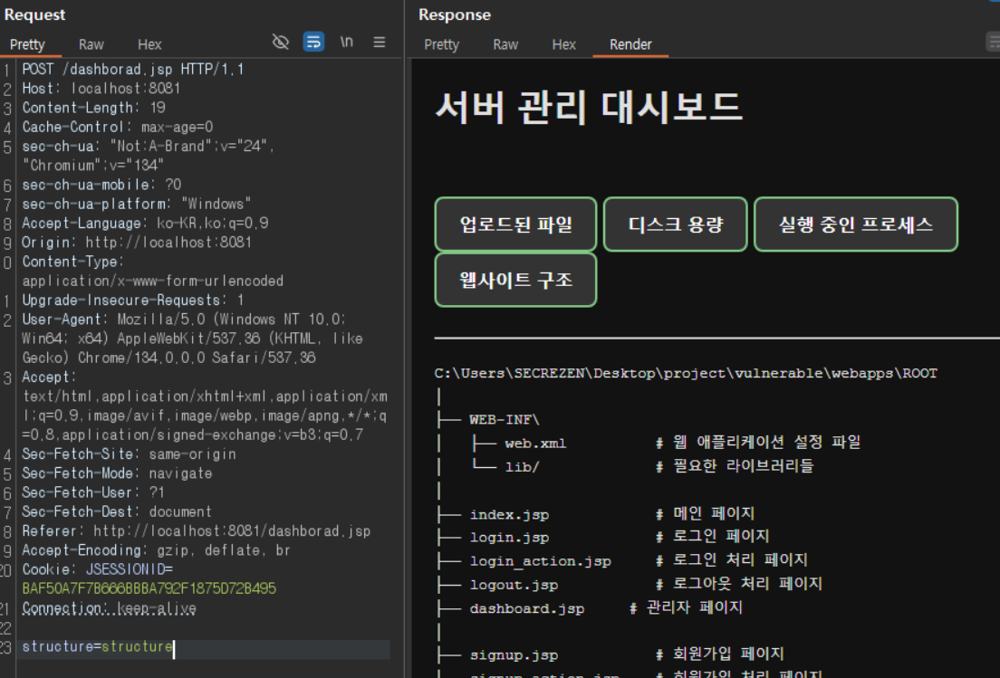 Request
Pretty Raw Hex
\n
1 POST /dashborad.jsp HTTP/1.1
2 Host: localhost:8081
3 Content-Length: 19
4 Cache-Control: max-age=0
5 sec-ch-ua: "Not:A-Brand";v="24",
"Chromium";v="134"
6 sec-ch-ua-mobile: ?0
7 sec-ch-ua-platform: "Windows"
8 Accept-Language: ko-KR,ko;q=0.9
9 Origin: http://localhost:8081
0 Content-Type:
application/x-www-form-urlencoded
1 Upgrade-Insecure-Requests: 1
2 User-Agent: Mozilla/5.0 (Windows NT 10.0;
Win64; x64) AppleWebKit/537.36 (KHTML, like
Gecko) Chrome/134.0.0.0 Safari/537.36
3 Accept:
text/html,application/xhtml+xml,application/xm
l;q=0.9,image/avif,image/webp,image/apng,*/*;q
=0.8,application/signed-exchange;v=b3;q=0.7
4 Sec-Fetch-Site: same-origin
5 Sec-Fetch-Mode: navigate
6 Sec-Fetch-User: ?1
7 Sec-Fetch-Dest: document
8 Referer: http://localhost:8081/dashborad.jsp
9 Accept-Encoding: gzip, deflate, br
20 Cookie: JSESSIONID=
BAF50A7F7B666BBBA792F1875D72B495
21 Connection: keep-alive
22
23 structure=structure
Response
Pretty Raw Hex Render
서버 관리 대시보드
업로드된 파일 디스크 용량 실행 중인 프로세스
웹사이트 구조
C:\Users\SECREZEN\Desktop\project\vulnerable\webapps\ROOT
│
├── WEB-INF\
│   ├── web.xml # 웹 애플리케이션 설정 파일
│   └── lib/ # 필요한 라이브러리들
│
├── index.jsp # 메인 페이지
├── login.jsp # 로그인 페이지
├── login_action.jsp # 로그인 처리 페이지
├── logout.jsp # 로그아웃 처리 페이지
├── dashboard.jsp # 관리자 페이지
│
├── signup.jsp # 회원가입 페이지
├── signup_action.jsp # 회원가입 처리 페이지